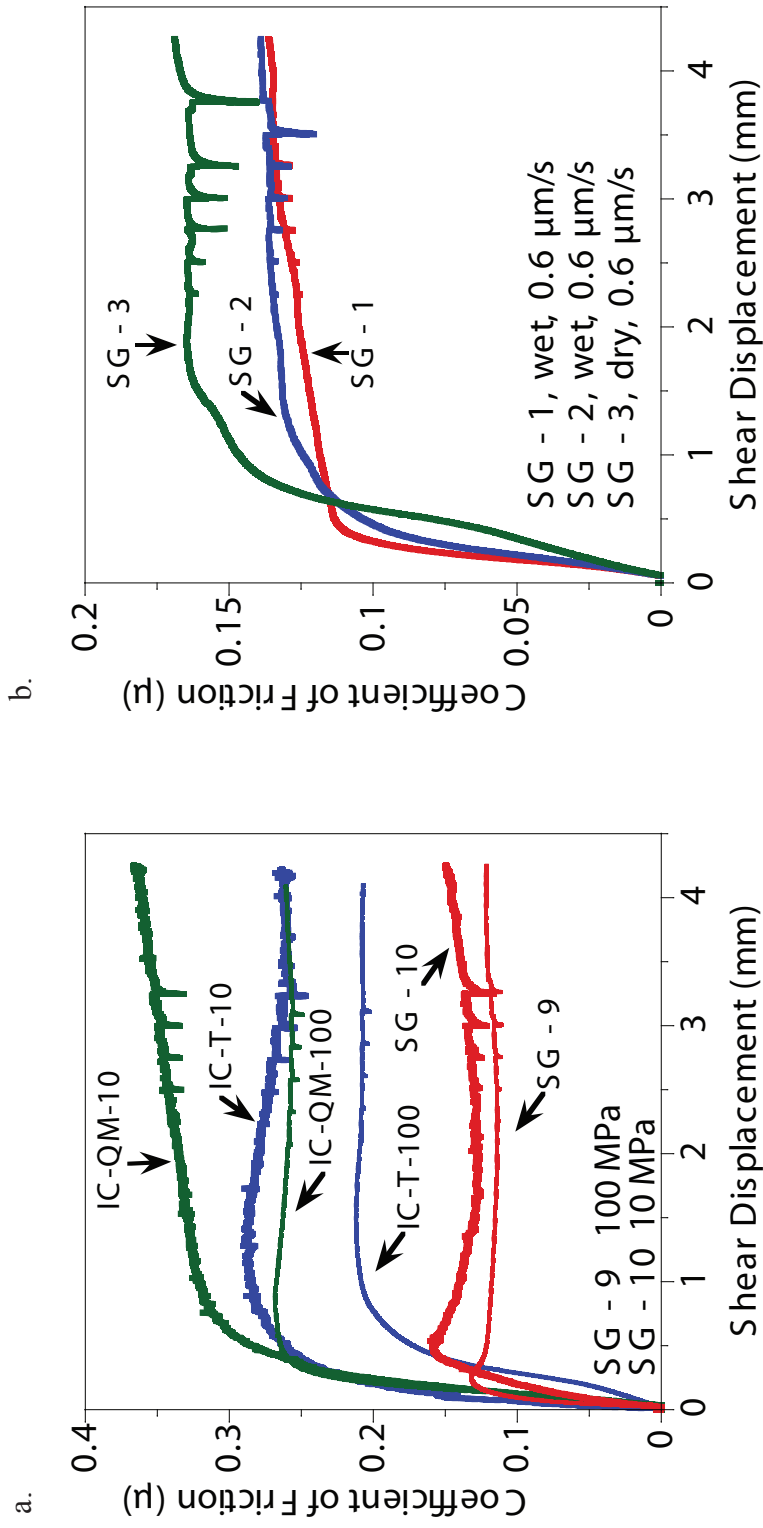 a.
Coefficient of Friction (μ)
0.4
0.3
0.2
0.1
0
0
1
2
3
4
Shear Displacement (mm)
IC-QM-10
IC-T-10
IC-QM-100
IC-T-100
SG - 10
SG - 9
SG - 9 100 MPa
SG - 10 10 MPa
b.
Coefficient of Friction (μ)
0.2
0.15
0.1
0.05
0
0
1
2
3
4
Shear Displacement (mm)
SG - 3
SG - 2
SG - 1
SG - 1, wet, 0.6 μm/s
SG - 2, wet, 0.6 μm/s
SG - 3, dry, 0.6 μm/s